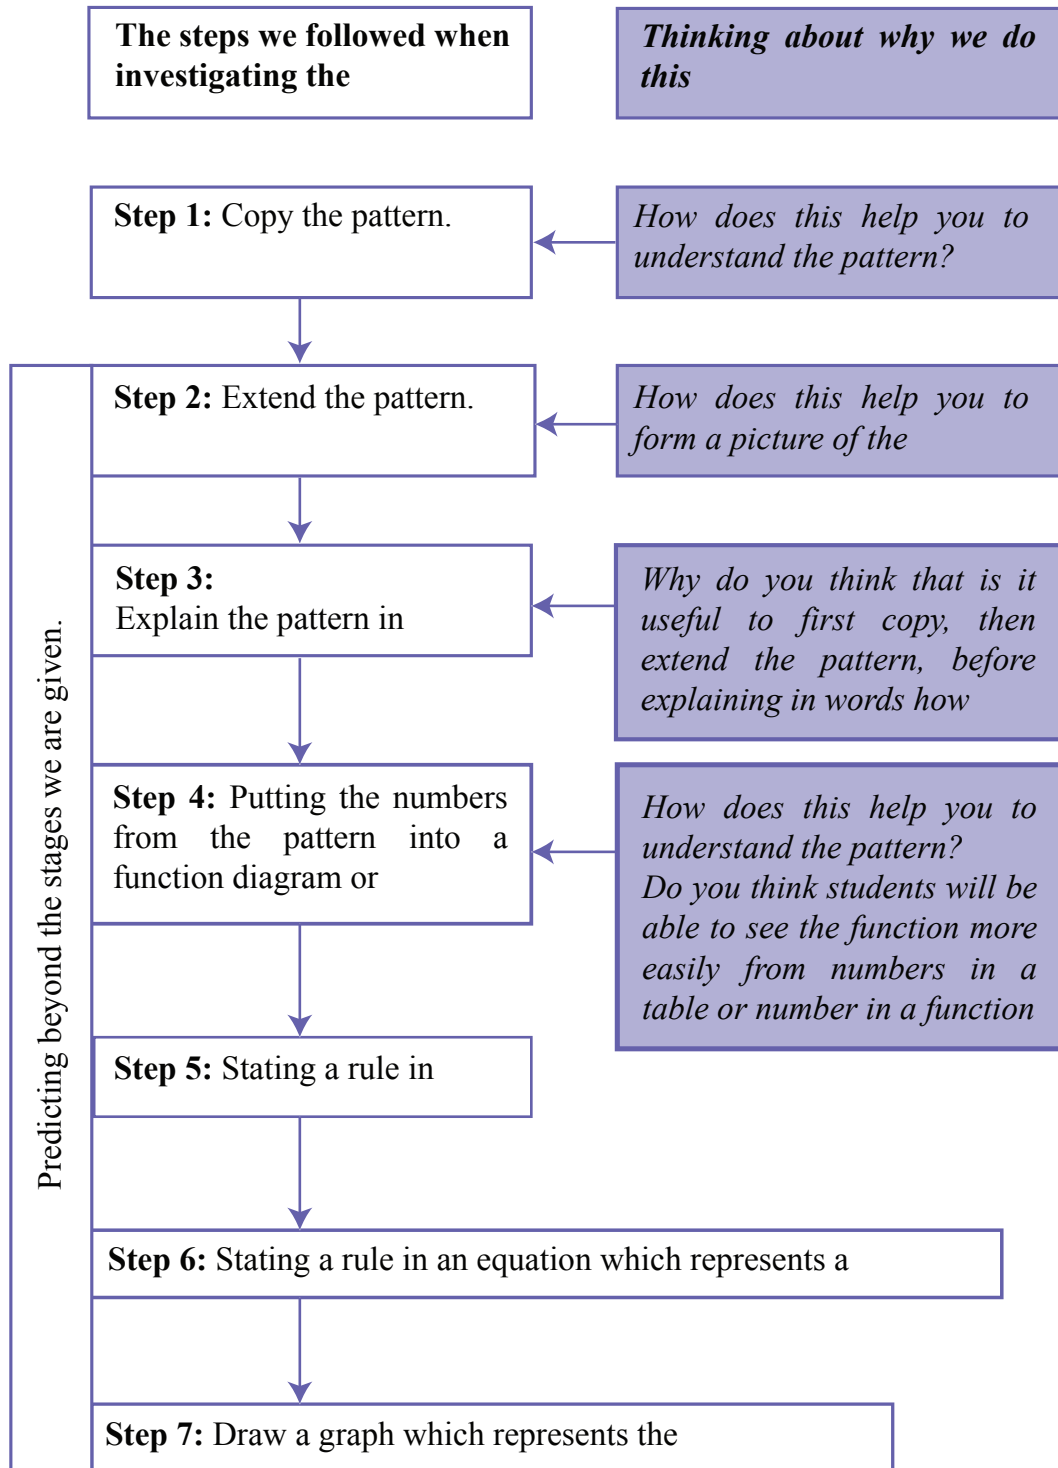 The steps we followed when
investigating the
Thinking about why we do
this
Step 1: Copy the pattern.
How does this help you to
understand the pattern?
Predicting beyond the stages we are given.
Step 2: Extend the pattern.
How does this help you to
form a picture of the
Step 3:
Explain the pattern in
Why do you think that is it
useful to first copy, then
extend the pattern, before
explaining in words how
Step 4: Putting the numbers
from the pattern into a
function diagram or
How does this help you to
understand the pattern?
Do you think students will be
able to see the function more
easily from numbers in a
table or number in a function
Step 5: Stating a rule in
Step 6: Stating a rule in an equation which represents a
Step 7: Draw a graph which represents the